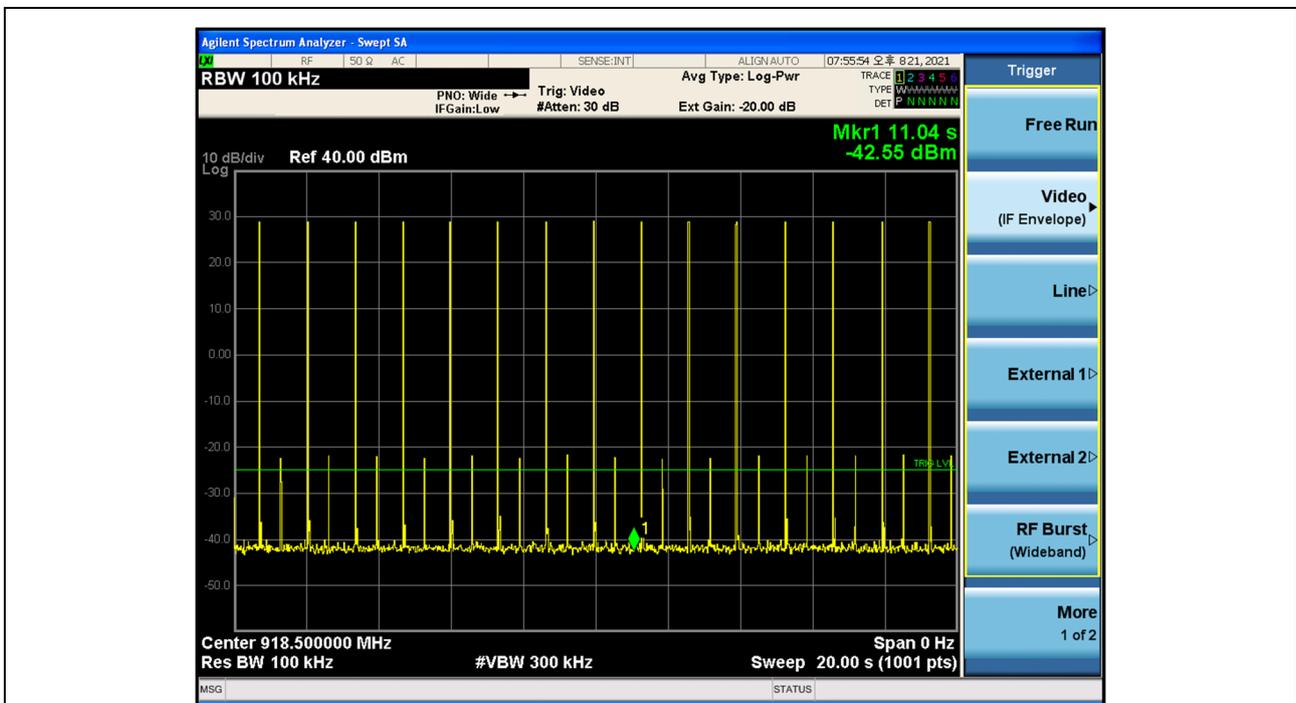 Agilent Spectrum Analyzer - Swept SA
LXI RF 50 Ω AC SENSE:INT ALIGN AUTO 07:55:54 오후 8 21, 2021
RBW 100 kHz
PNO: Wide
IFGain:Low
Trig: Video
#Atten: 30 dB
Avg Type: Log-Pwr
Ext Gain: -20.00 dB
TRACE 1 2 3 4 5 6
TYPE W
DET P N N N N N
Mkr1 11.04 s
-42.55 dBm
10 dB/div Ref 40.00 dBm
Log
30.0
20.0
10.0
0.00
-10.0
-20.0
TRIG LVL
-30.0
1
-40.0
-50.0
Center 918.500000 MHz Span 0 Hz
Res BW 100 kHz #VBW 300 kHz Sweep 20.00 s (1001 pts)
MSG STATUS
Trigger
Free Run
Video
(IF Envelope)
Line
External 1
External 2
RF Burst
(Wideband)
More
1 of 2